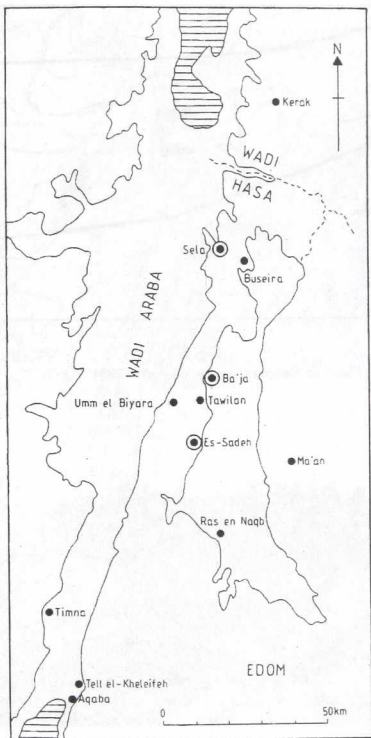 N
Kerak
WADI
HASA
Sela
Buseira
WADI ARABA
Ba'ja
Umm el Biyara
Tawilan
Es-Sadeh
Ma'an
Ras en Naqb
Timna
EDOM
Tell el-Kheleifeh
Aqaba
0 50km